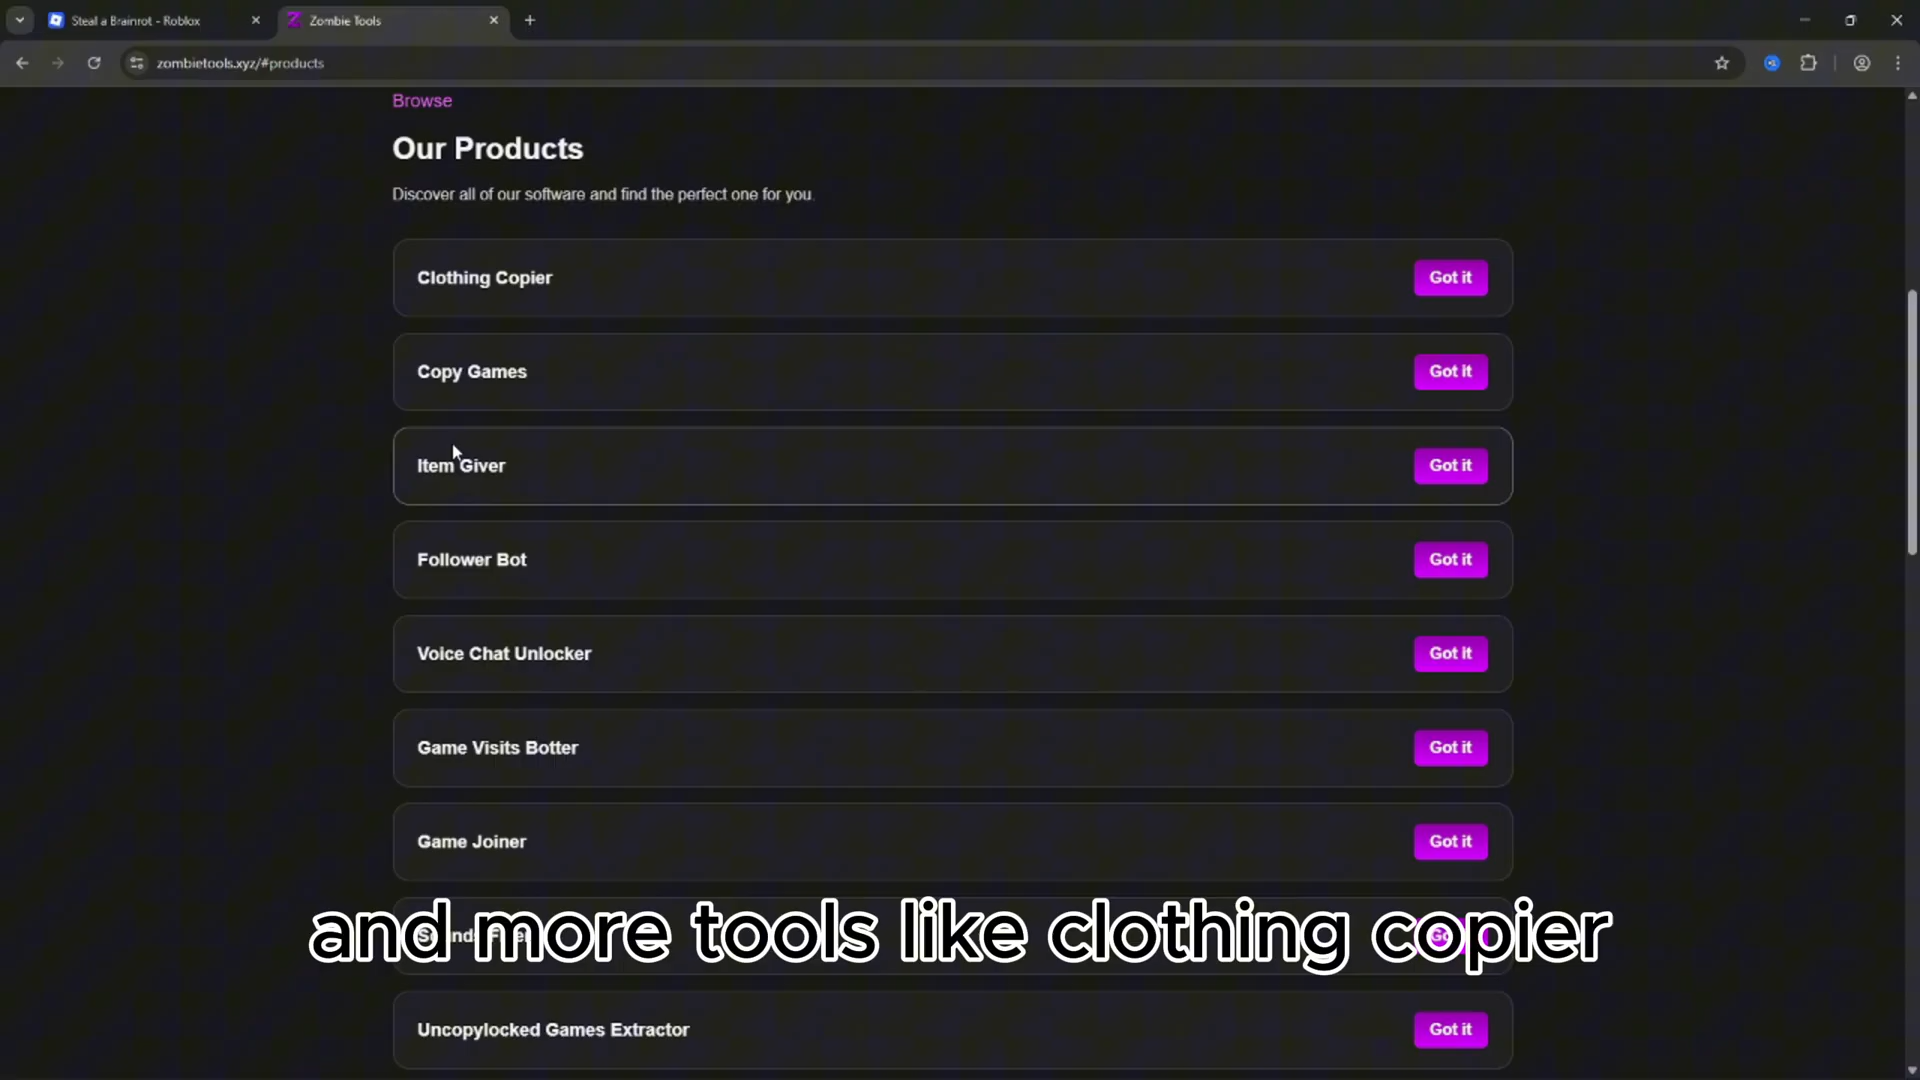 Steal a Brainrot - Roblox
Zombie Tools
zombietools.xyz/#products
Browse
Our Products
Discover all of our software and find the perfect one for you.
Clothing Copier
Got it
Copy Games
Got it
Item Giver
Got it
Follower Bot
Got it
Voice Chat Unlocker
Got it
Game Visits Botter
Got it
Game Joiner
Got it
and more tools like clothing copier
Uncopylocked Games Extractor
Got it